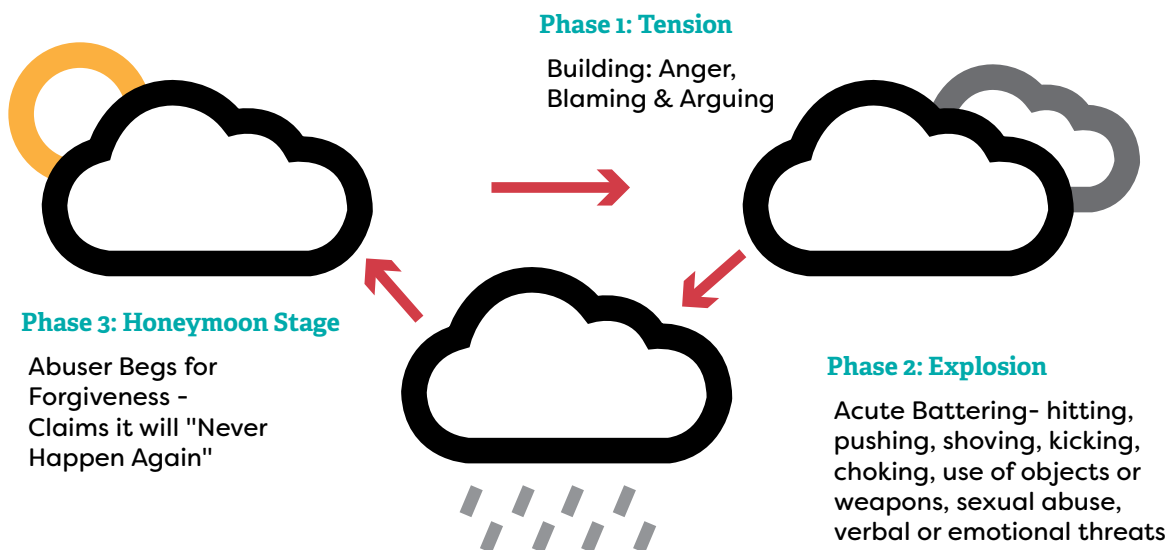 Phase 1: Tension
Building: Anger,
Blaming & Arguing
Phase 2: Explosion
Acute Battering- hitting,
pushing, shoving, kicking,
choking, use of objects or
weapons, sexual abuse,
verbal or emotional threats
Phase 3: Honeymoon Stage
Abuser Begs for
Forgiveness -
Claims it will "Never
Happen Again"